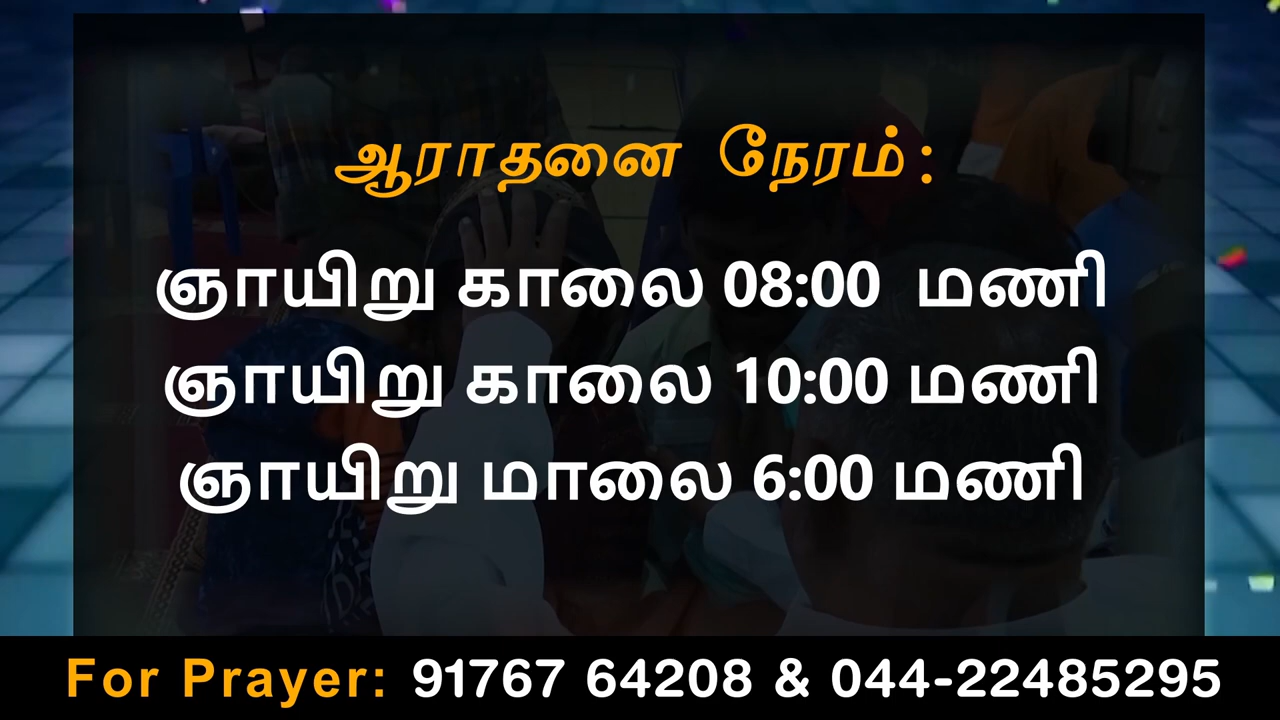 ஆராதனை நேரம்:
ஞாயிறு காலை 08:00 மணி
ஞாயிறு காலை 10:00 மணி
ஞாயிறு மாலை 6:00 மணி
For Prayer: 91767 64208 & 044-22485295